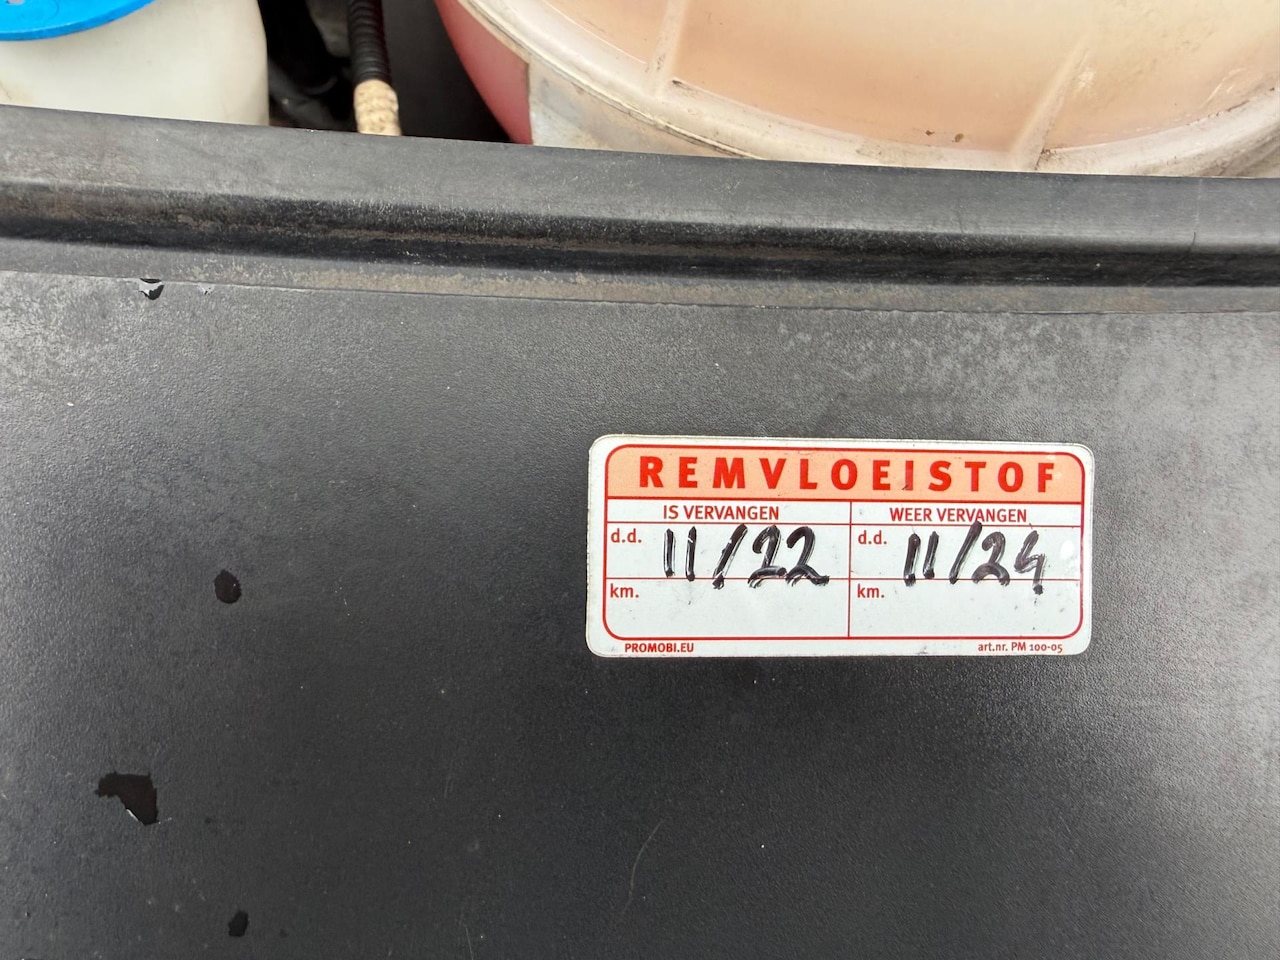 REMVLOEISTOF
IS VERVANGEN WEER VERVANGEN
d.d. 11/22 d.d. 11/24
km. km.
PROMOBI.EU art.nr. PM 100-05